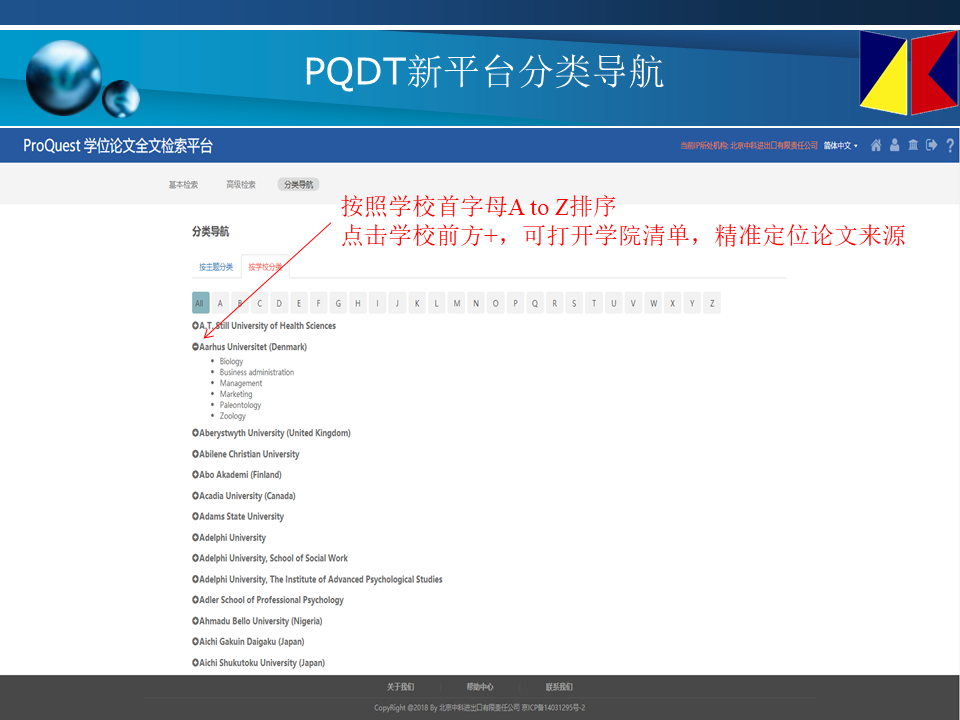 PQDT新平台分类导航
ProQuest 学位论文全文检索平台
当前IP所处机构: 北京中科进出口有限责任公司 简体中文
基本检索 高级检索 分类导航
按照学校首字母A to Z排序
点击学校前方+，可打开学院清单，精准定位论文来源
分类导航
按主题分类 按学校分类
All A B C D E F G H I J K L M N O P Q R S T U V W X Y Z
A.T. Still University of Health Sciences
Aarhus Universitet (Denmark)
Biology
Business administration
Management
Marketing
Paleontology
Zoology
Aberystwyth University (United Kingdom)
Abilene Christian University
Abo Akademi (Finland)
Acadia University (Canada)
Adams State University
Adelphi University
Adelphi University, School of Social Work
Adelphi University, The Institute of Advanced Psychological Studies
Adler School of Professional Psychology
Ahmadu Bello University (Nigeria)
Aichi Gakuin Daigaku (Japan)
Aichi Shukutoku University (Japan)
关于我们 帮助中心 联系我们
CopyRight @2018 By 北京中科进出口有限责任公司 京ICP备14031295号-2